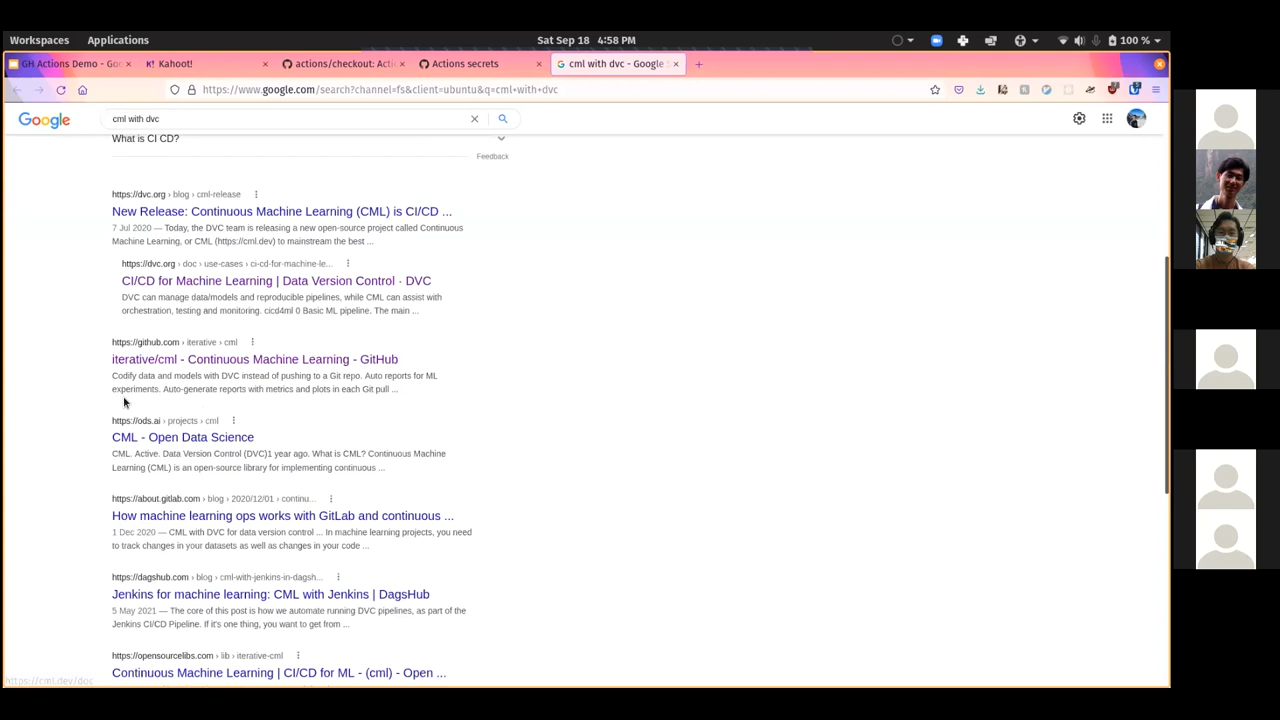 Workspaces Applications Sat Sep 18 4:58 PM 100 %
GH Actions Demo - Goo Kahoot! actions/checkout: Acti Actions secrets cml with dvc - Google S
https://www.google.com/search?channel=fs&client=ubuntu&q=cml+with+dvc
Google cml with dvc
What is CI CD?
Feedback
https://dvc.org › blog › cml-release
New Release: Continuous Machine Learning (CML) is CI/CD ...
7 Jul 2020 — Today, the DVC team is releasing a new open-source project called Continuous
Machine Learning, or CML (https://cml.dev) to mainstream the best ...
https://dvc.org › doc › use-cases › ci-cd-for-machine-le...
CI/CD for Machine Learning | Data Version Control · DVC
DVC can manage data/models and reproducible pipelines, while CML can assist with
orchestration, testing and monitoring. cicd4ml 0 Basic ML pipeline. The main ...
https://github.com › iterative › cml
iterative/cml - Continuous Machine Learning - GitHub
Codify data and models with DVC instead of pushing to a Git repo. Auto reports for ML
experiments. Auto-generate reports with metrics and plots in each Git pull ...
https://ods.ai › projects › cml
CML - Open Data Science
CML. Active. Data Version Control (DVC)1 year ago. What is CML? Continuous Machine
Learning (CML) is an open-source library for implementing continuous ...
https://about.gitlab.com › blog › 2020/12/01 › continu...
How machine learning ops works with GitLab and continuous ...
1 Dec 2020 — CML with DVC for data version control ... In machine learning projects, you need
to track changes in your datasets as well as changes in your code ...
https://dagshub.com › blog › cml-with-jenkins-in-dagsh...
Jenkins for machine learning: CML with Jenkins | DagsHub
5 May 2021 — The core of this post is how we automate running DVC pipelines, as part of the
Jenkins CI/CD Pipeline. If it's one thing, you want to get from ...
https://opensourcelibs.com › lib › iterative-cml
Continuous Machine Learning | CI/CD for ML - (cml) - Open ...
https://cml.dev/doc